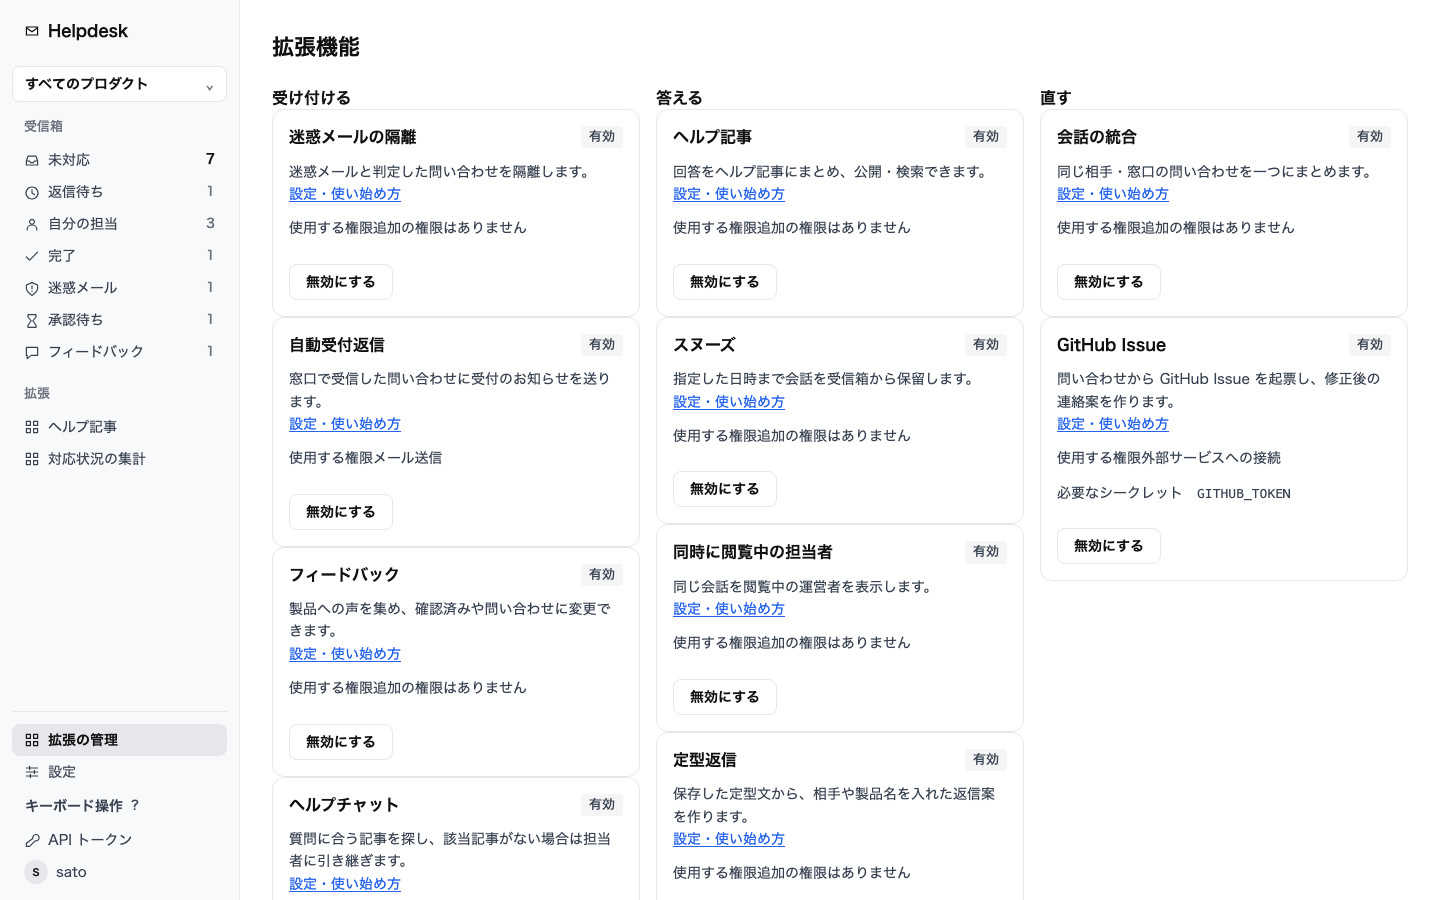 Helpdesk
すべてのプロダクト
受信箱
未対応 7
返信待ち 1
自分の担当 3
完了 1
迷惑メール 1
承認待ち 1
フィードバック 1
拡張
ヘルプ記事
対応状況の集計
拡張の管理
設定
キーボード操作 ?
API トークン
S sato
拡張機能
受け付ける
迷惑メールの隔離 有効
迷惑メールと判定した問い合わせを隔離します。
設定・使い始め方
使用する権限追加の権限はありません
無効にする
自動受付返信 有効
窓口で受信した問い合わせに受付のお知らせを送り
ます。
設定・使い始め方
使用する権限メール送信
無効にする
フィードバック 有効
製品への声を集め、確認済みや問い合わせに変更で
きます。
設定・使い始め方
使用する権限追加の権限はありません
無効にする
ヘルプチャット 有効
質問に合う記事を探し、該当記事がない場合は担当
者に引き継ぎます。
設定・使い始め方
答える
ヘルプ記事 有効
回答をヘルプ記事にまとめ、公開・検索できます。
設定・使い始め方
使用する権限追加の権限はありません
無効にする
スヌーズ 有効
指定した日時まで会話を受信箱から保留します。
設定・使い始め方
使用する権限追加の権限はありません
無効にする
同時に閲覧中の担当者 有効
同じ会話を閲覧中の運営者を表示します。
設定・使い始め方
使用する権限追加の権限はありません
無効にする
定型返信 有効
保存した定型文から、相手や製品名を入れた返信案
を作ります。
設定・使い始め方
使用する権限追加の権限はありません
直す
会話の統合 有効
同じ相手・窓口の問い合わせを一つにまとめます。
設定・使い始め方
使用する権限追加の権限はありません
無効にする
GitHub Issue 有効
問い合わせから GitHub Issue を起票し、修正後の
連絡案を作ります。
設定・使い始め方
使用する権限外部サービスへの接続
必要なシークレット GITHUB_TOKEN
無効にする